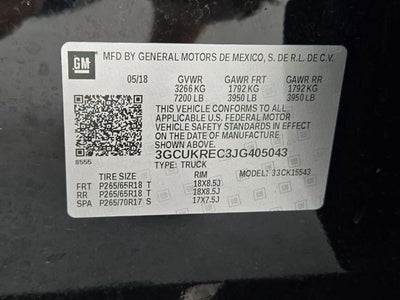 GM
MFD BY GENERAL MOTORS DE MEXICO, S. DE R.L. DE C.V.
05/18 GVWR GAWR FRT GAWR RR
3266 KG 1792 KG 1792 KG
7200 LB 3950 LB 3950 LB
THIS VEHICLE CONFORMS TO ALL
APPLICABLE U.S. FEDERAL MOTOR
VEHICLE SAFETY STANDARDS IN
EFFECT ON THE DATE OF
MANUFACTURE SHOWN ABOVE.
3GCUKREC3JG405043
8555 TYPE: TRUCK
TIRE SIZE RIM MODEL: 33CK15543
FRT P265/65R18 T 18X8.5J
RR P265/65R18 T 18X8.5J
SPA P265/70R17 S 17X7.5J